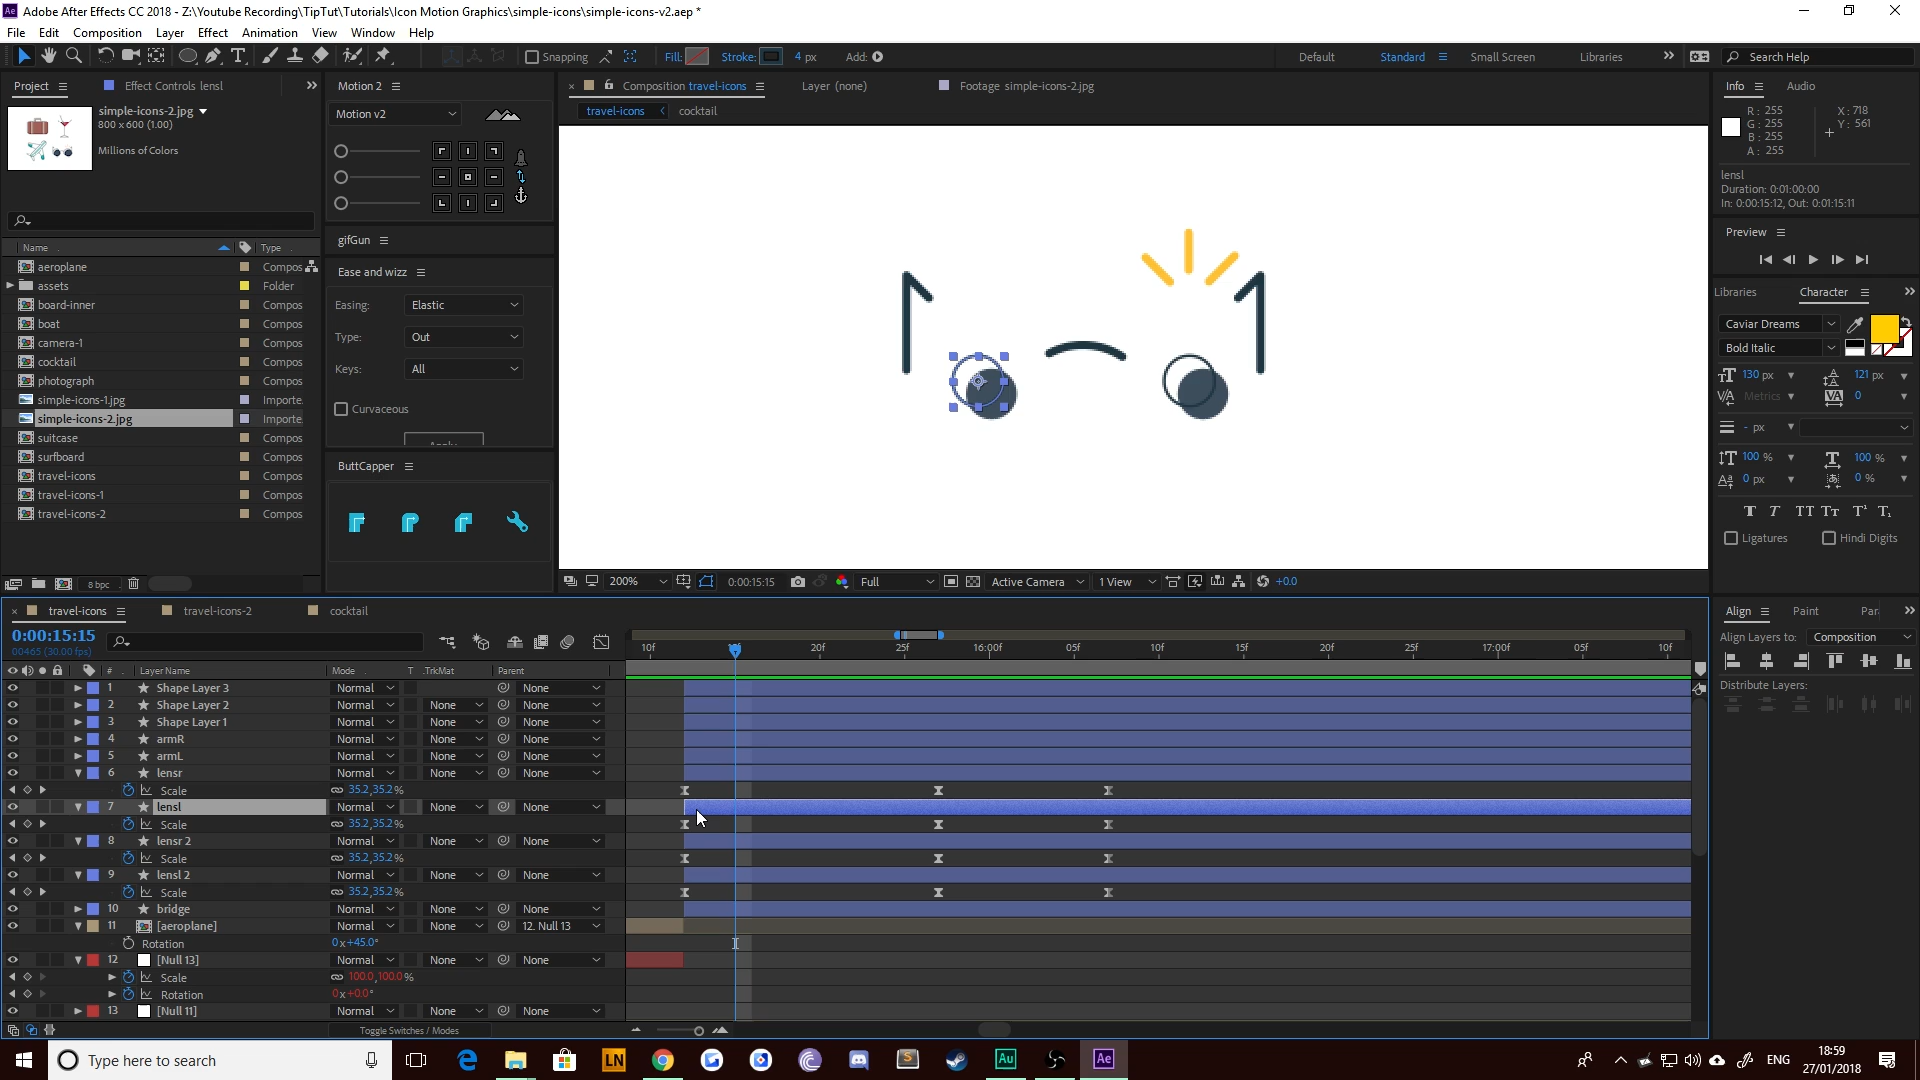 Adobe After Effects CC 2018 - Z:\Youtube Recording\TipTut\Tutorials\Icon Motion Graphics\simple-icons\simple-icons-v2.aep *
File Edit Composition Layer Effect Animation View Window Help
Snapping Fill: Stroke: 4 px Add: Default Standard Small Screen Libraries Search Help
Project Effect Controls lensl Motion 2 Composition travel-icons Layer (none) Footage simple-icons-2.jpg Info Audio
simple-icons-2.jpg
800 x 600 (1.00)
Millions of Colors
Motion v2
travel-icons cocktail
R: 255
G: 255
B: 255
A: 255
X: 718
Y: 561
lensl
Duration: 0:01:00:00
In: 0:00:15:12, Out: 0:01:15:11
Preview
Name Type
aeroplane Compos
assets Folder
board-inner Compos
boat Compos
camera-1 Compos
cocktail Compos
photograph Compos
simple-icons-1.jpg Importe
simple-icons-2.jpg Importe
suitcase Compos
surfboard Compos
travel-icons Compos
travel-icons-1 Compos
travel-icons-2 Compos
8 bpc
gifGun
Ease and wizz
Easing: Elastic
Type: Out
Keys: All
Curvaceous
Apply
ButtCapper
200% 0:00:15:15 Full Active Camera 1 View +0.0
Libraries Character
Caviar Dreams
Bold Italic
130 px 121 px
Metrics 0
- px
100 % 100 %
0 px 0 %
T T TT Tt T¹ T₁
Ligatures Hindi Digits
travel-icons travel-icons-2 cocktail
0:00:15:15
00465 (30.00 fps)
10f 20f 25f 16:00f 05f 10f 15f 20f 25f 17:00f 05f 10f
# Layer Name Mode T .TrkMat Parent
1 Shape Layer 3 Normal None
2 Shape Layer 2 Normal None None
3 Shape Layer 1 Normal None None
4 armR Normal None None
5 armL Normal None None
6 lensr Normal None None
Scale 35.2,35.2%
7 lensl Normal None None
Scale 35.2,35.2%
8 lensr 2 Normal None None
Scale 35.2,35.2%
9 lensl 2 Normal None None
Scale 35.2,35.2%
10 bridge Normal None None
11 [aeroplane] Normal None 12. Null 13
Rotation 0x+45.0°
12 [Null 13] Normal None None
Scale 100.0,100.0%
Rotation 0x+0.0°
13 [Null 11] Normal None None
Toggle Switches / Modes
Align Paint Par
Align Layers to: Composition
Distribute Layers:
Type here to search
ENG
18:59
27/01/2018